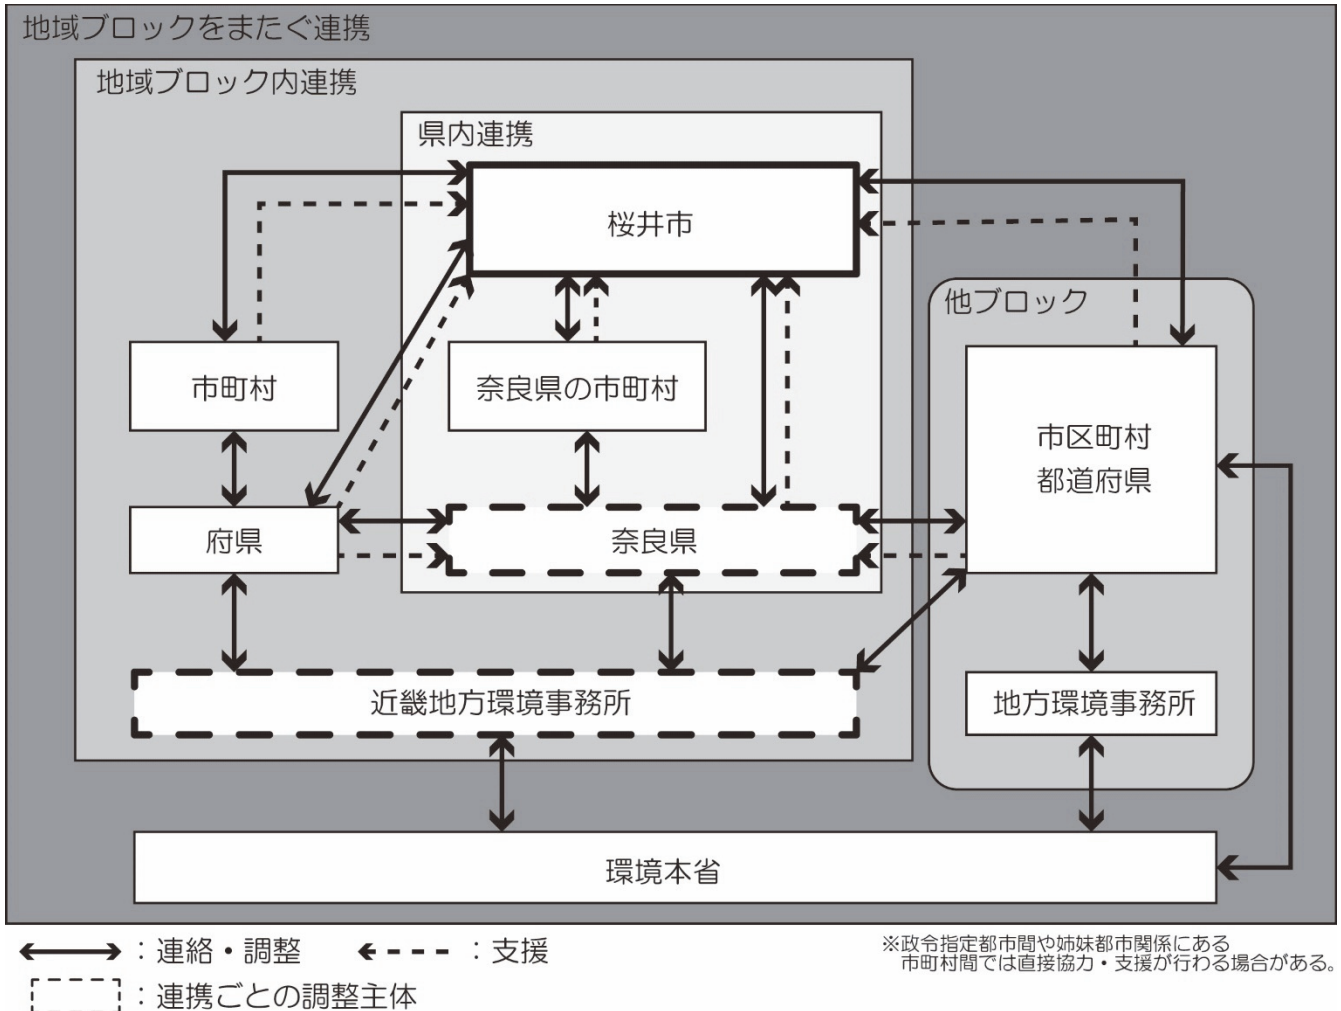 地域ブロックをまたぐ連携
地域ブロック内連携
県内連携
桜井市
他ブロック
市町村
奈良県の市町村
市区町村
都道府県
府県
奈良県
近畿地方環境事務所
地方環境事務所
環境本省
：連絡・調整
：支援
※政令指定都市間や姉妹都市関係にある
市町村間では直接協力・支援が行わる場合がある。
：連携ごとの調整主体